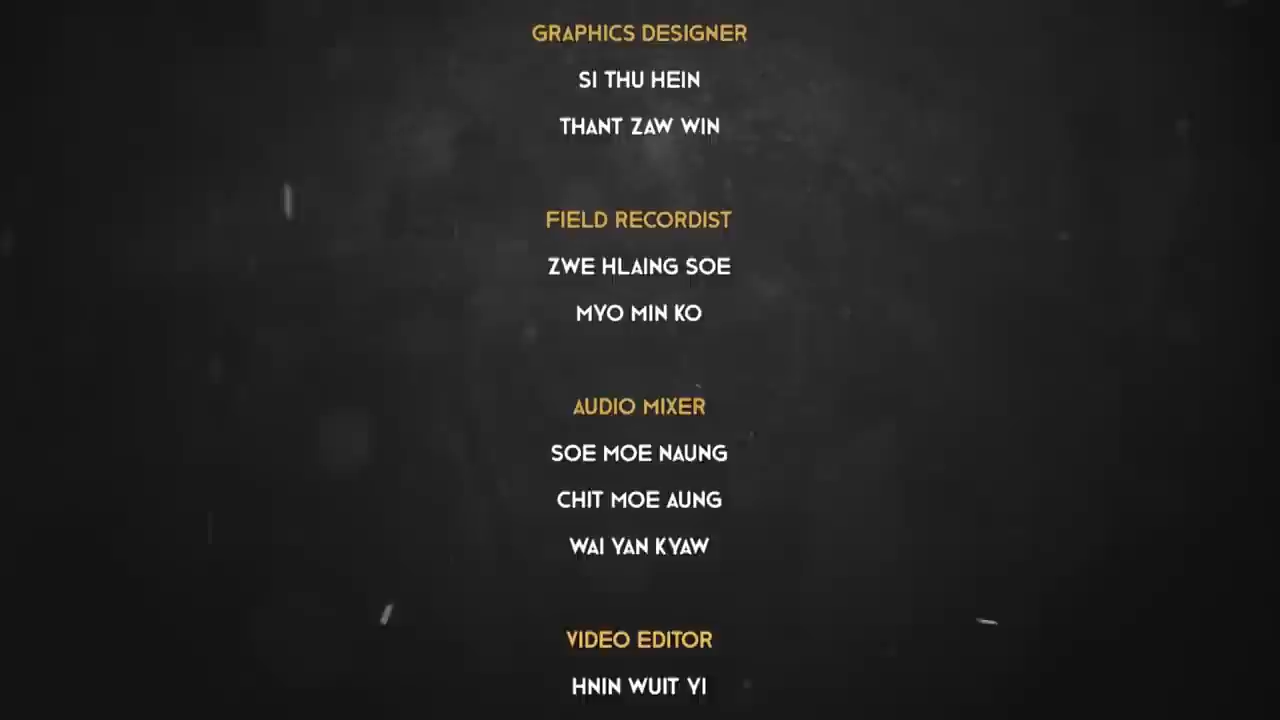 GRAPHICS DESIGNER
SI THU HEIN
THANT ZAW WIN
FIELD RECORDIST
ZWE HLAING SOE
MYO MIN KO
AUDIO MIXER
SOE MOE NAUNG
CHIT MOE AUNG
WAI YAN KYAW
VIDEO EDITOR
HNIN WUIT YI